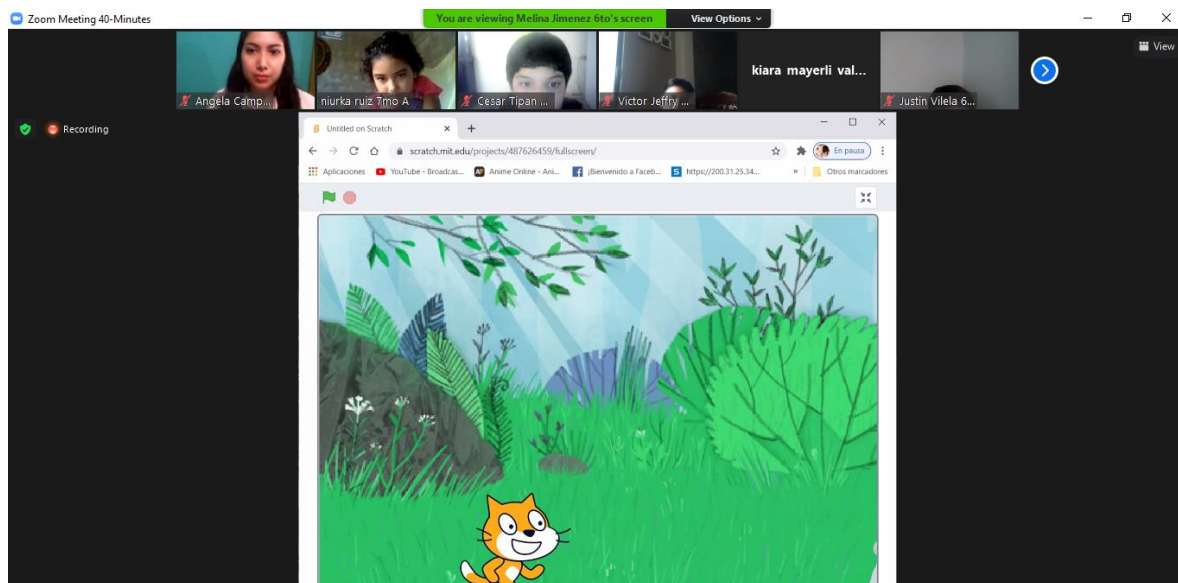 Zoom Meeting 40-Minutes
You are viewing Melina Jimenez 6to's screen
View Options
View
Angela Camp...
niurka ruiz 7mo A
Cesar Tipan ...
Victor Jeffry ...
kiara mayerli val...
Justin Vilela 6...
Recording
Untitled on Scratch
scratch.mit.edu/projects/487626459/fullscreen/
En pausa
Aplicaciones
YouTube - Broadcas...
Anime Online - Ani...
¡Bienvenido a Faceb...
https://200.31.25.34...
Otros marcadores